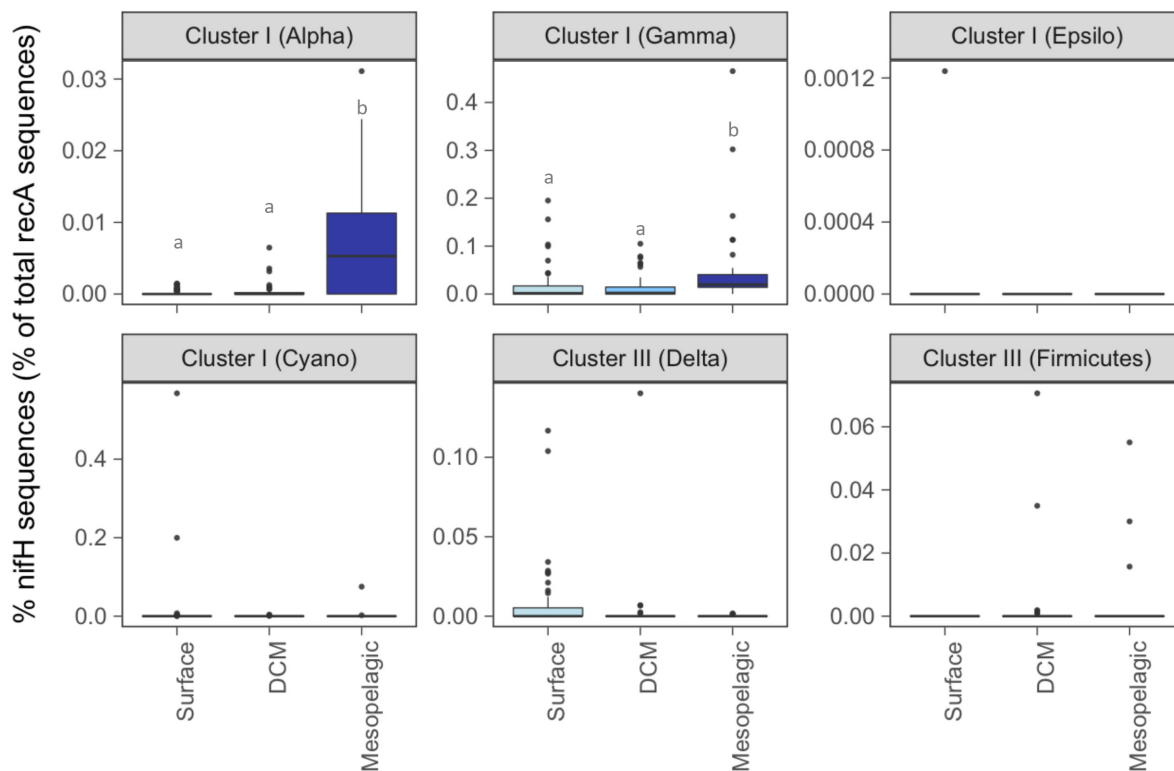 % nifH sequences (% of total recA sequences)
Cluster I (Alpha)
0.03
0.02
0.01
0.00
a
a
b
Cluster I (Gamma)
0.4
0.3
0.2
0.1
0.0
a
a
b
Cluster I (Epsilo)
0.0012
0.0008
0.0004
0.0000
Cluster I (Cyano)
0.4
0.2
0.0
Surface
DCM
Mesopelagic
Cluster III (Delta)
0.10
0.05
0.00
Surface
DCM
Mesopelagic
Cluster III (Firmicutes)
0.06
0.04
0.02
0.00
Surface
DCM
Mesopelagic